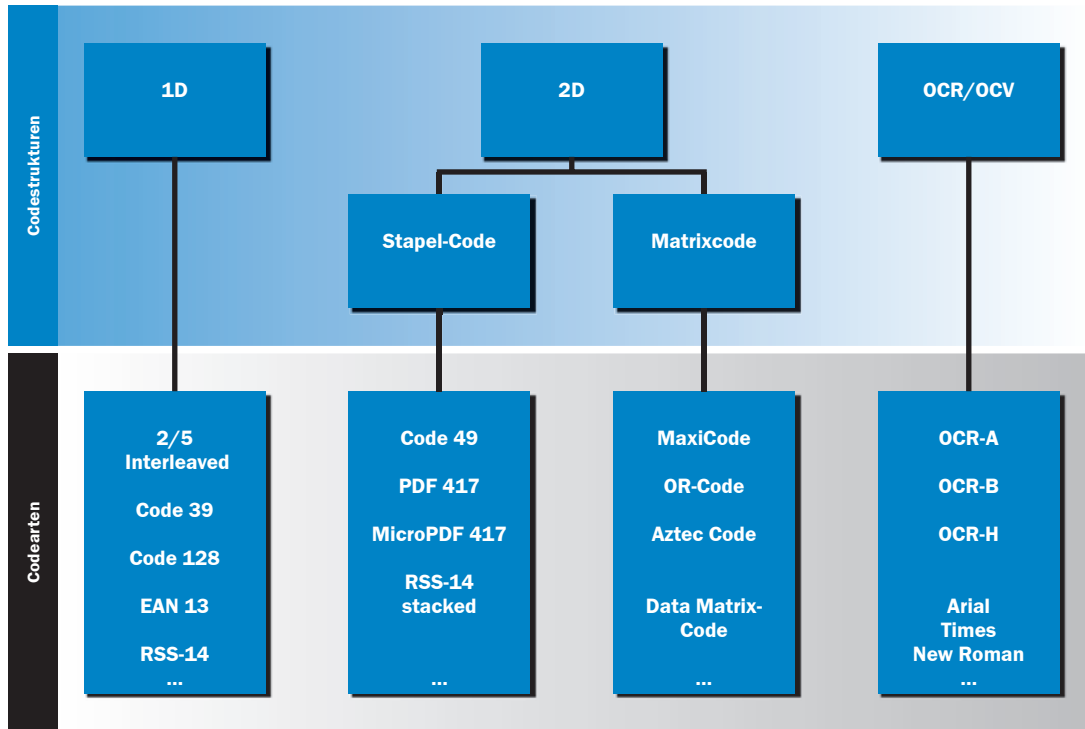 Codestrukturen
1D
2D
OCR/OCV
Stapel-Code
Matrixcode
Codearten
2/5
Interleaved
Code 39
Code 128
EAN 13
RSS-14
...
Code 49
PDF 417
MicroPDF 417
RSS-14
stacked
...
MaxiCode
OR-Code
Aztec Code
Data Matrix-
Code
...
OCR-A
OCR-B
OCR-H
Arial
Times
New Roman
...